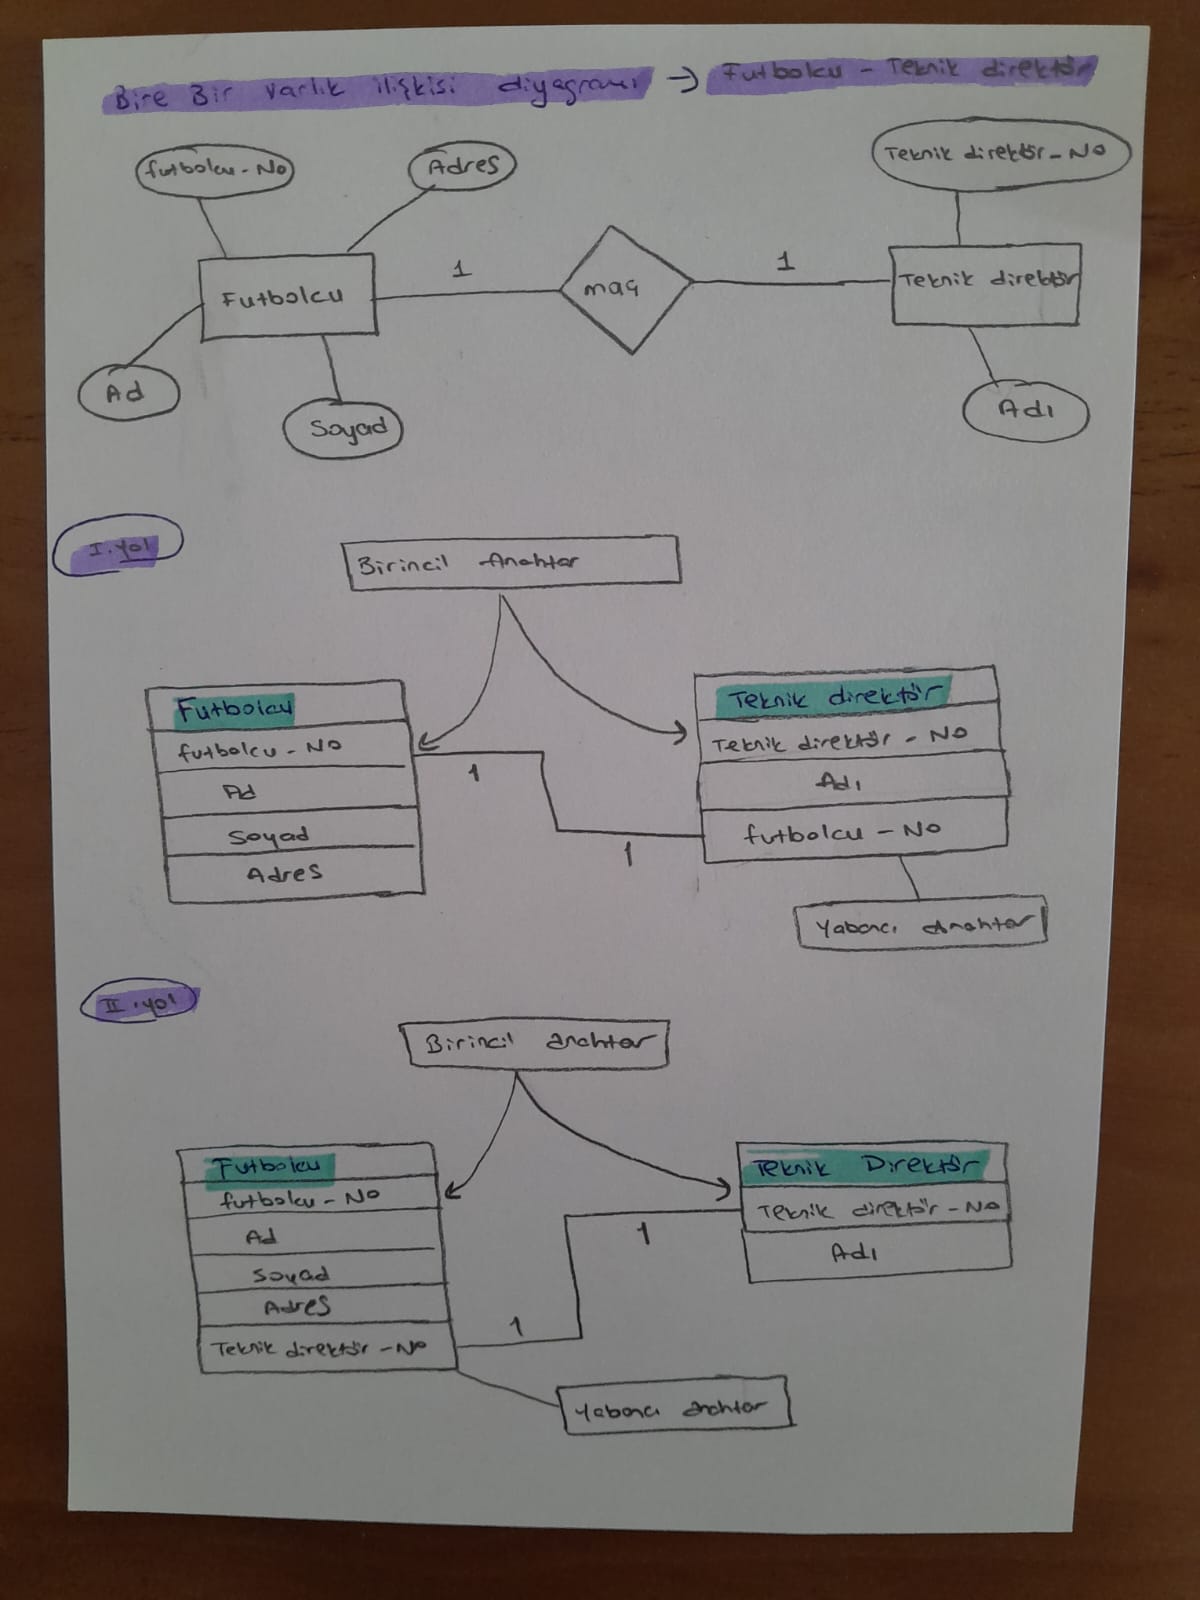 Bire Bir varlık ilişkisi diyagramı → Futbolcu - Teknik direktör
futbolcu - No
Adres
Teknik direktör - No
Futbolcu
1
maç
1
Teknik direktör
Ad
Soyad
Adı
I. yol
Birincil Anahtar
Futbolcu
futbolcu - No
Ad
Soyad
Adres
1
1
Teknik direktör
Teknik direktör - No
Adı
futbolcu - No
Yabancı Anahtar
II. yol
Birincil anahtar
Futbolcu
futbolcu - No
Ad
Soyad
Adres
Teknik direktör - No
1
1
Teknik Direktör
Teknik direktör - No
Adı
Yabancı anahtar